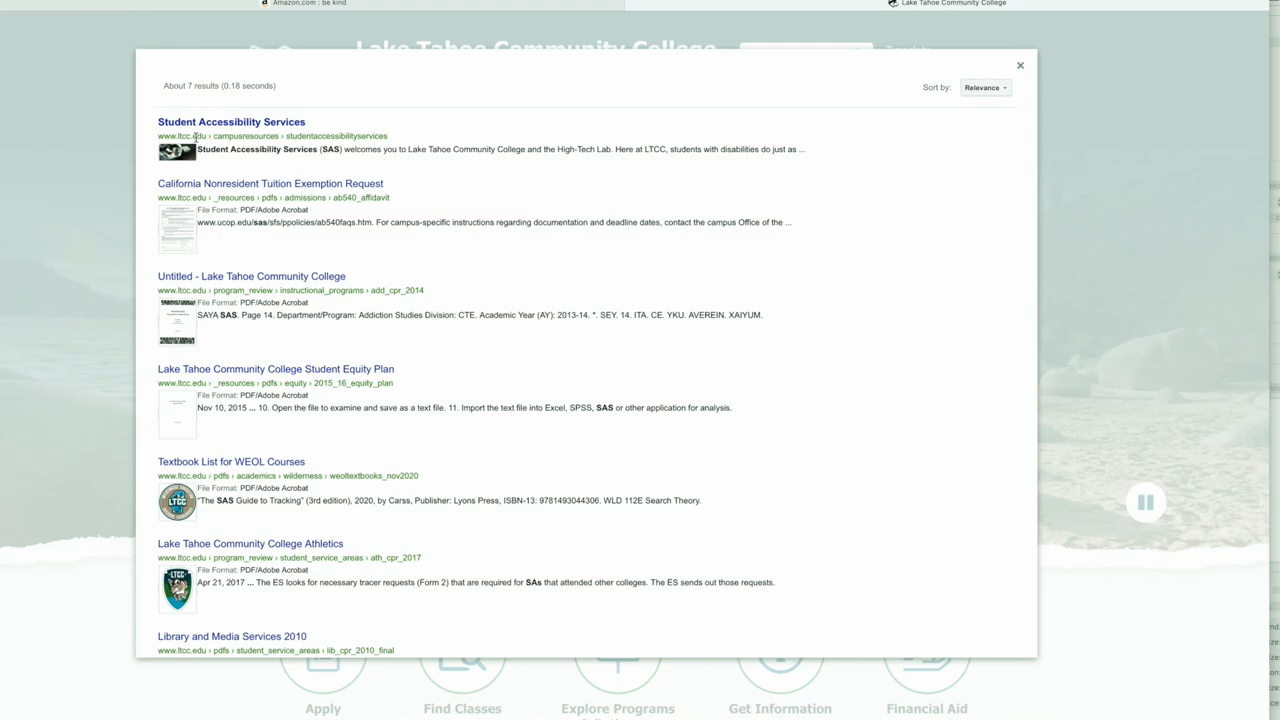 Amazon.com : be kind
Lake Tahoe Community College
Lake Tahoe Community College
About 7 results (0.18 seconds)
Sort by:
Relevance
Student Accessibility Services
www.ltcc.edu › campusresources › studentaccessibilityservices
Student Accessibility Services (SAS) welcomes you to Lake Tahoe Community College and the High-Tech Lab. Here at LTCC, students with disabilities do just as ...
California Nonresident Tuition Exemption Request
www.ltcc.edu › _resources › pdfs › admissions › ab540_affidavit
File Format: PDF/Adobe Acrobat
www.ucop.edu/sas/sfs/ppolicies/ab540faqs.htm. For campus-specific instructions regarding documentation and deadline dates, contact the campus Office of the ...
Untitled - Lake Tahoe Community College
www.ltcc.edu › program_review › instructional_programs › add_cpr_2014
File Format: PDF/Adobe Acrobat
SAYA SAS. Page 14. Department/Program: Addiction Studies Division: CTE. Academic Year (AY): 2013-14. *. SEY. 14. ITA. CE. YKU. AVEREIN. XAIYUM.
Lake Tahoe Community College Student Equity Plan
www.ltcc.edu › _resources › pdfs › equity › 2015_16_equity_plan
File Format: PDF/Adobe Acrobat
Nov 10, 2015 ... 10. Open the file to examine and save as a text file. 11. Import the text file into Excel, SPSS, SAS or other application for analysis.
Textbook List for WEOL Courses
www.ltcc.edu › pdfs › academics › wilderness › weoltextbooks_nov2020
File Format: PDF/Adobe Acrobat
LTCC
"The SAS Guide to Tracking" (3rd edition), 2020, by Carss, Publisher: Lyons Press, ISBN-13: 9781493044306. WLD 112E Search Theory.
Lake Tahoe Community College Athletics
www.ltcc.edu › program_review › student_service_areas › ath_cpr_2017
File Format: PDF/Adobe Acrobat
LTCC
Apr 21, 2017 ... The ES looks for necessary tracer requests (Form 2) that are required for SAs that attended other colleges. The ES sends out those requests.
Library and Media Services 2010
www.ltcc.edu › pdfs › student_service_areas › lib_cpr_2010_final
Apply
Find Classes
Explore Programs
Get Information
Financial Aid